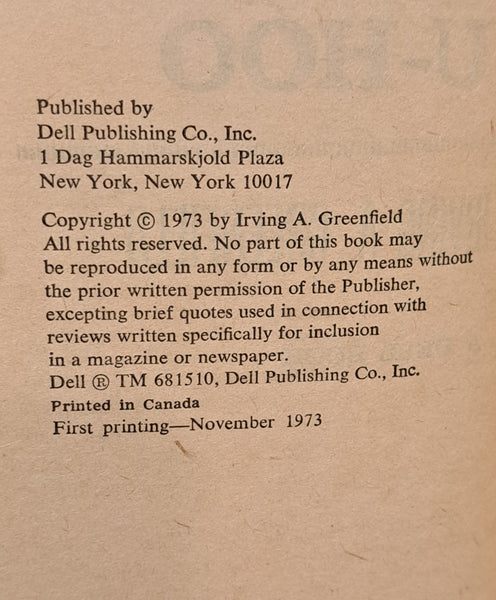 Published by
Dell Publishing Co., Inc.
1 Dag Hammarskjold Plaza
New York, New York 10017
Copyright © 1973 by Irving A. Greenfield
All rights reserved. No part of this book may
be reproduced in any form or by any means without
the prior written permission of the Publisher,
excepting brief quotes used in connection with
reviews written specifically for inclusion
in a magazine or newspaper.
Dell ® TM 681510, Dell Publishing Co., Inc.
Printed in Canada
First printing—November 1973